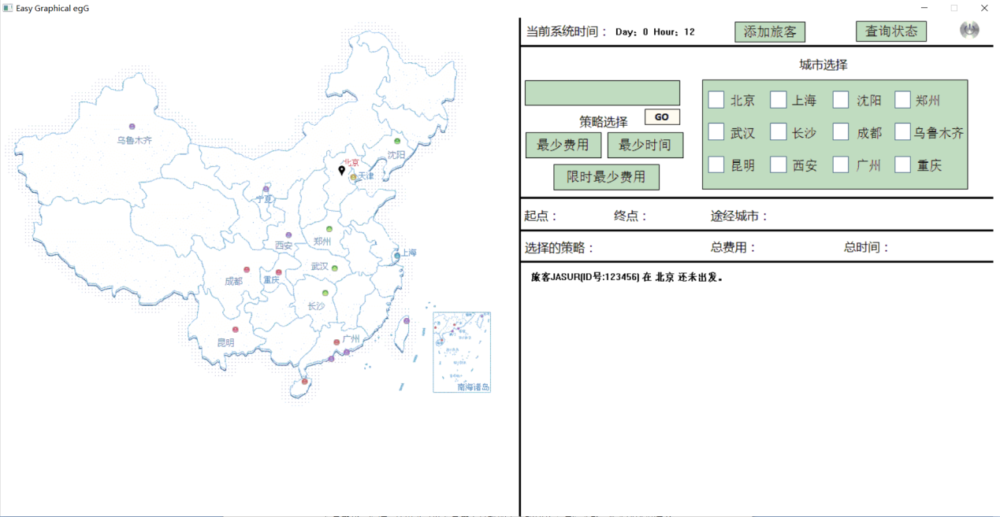 Easy Graphical egG
当前系统时间： Day: 0 Hour: 12
添加旅客
查询状态
城市选择
北京 上海 沈阳 郑州
武汉 长沙 成都 乌鲁木齐
昆明 西安 广州 重庆
GO
策略选择
最少费用 最少时间
限时最少费用
起点： 终点： 途经城市：
选择的策略： 总费用： 总时间：
旅客JASUR(ID号:123456) 在 北京 还未出发。
乌鲁木齐
沈阳
北京
天津
宁夏
西安
郑州
上海
武汉
成都
重庆
长沙
昆明
广州
南海诸岛